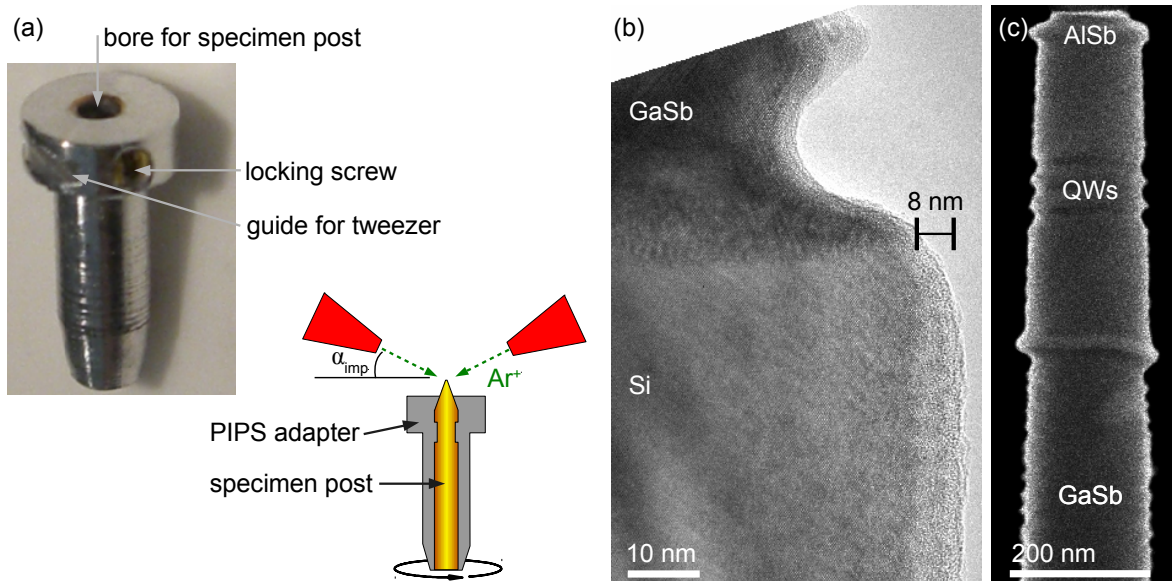 (a)
bore for specimen post
locking screw
guide for tweezer
αimp.
Ar+
PIPS adapter
specimen post
(b)
GaSb
8 nm
Si
10 nm
(c)
AlSb
QWs
GaSb
200 nm